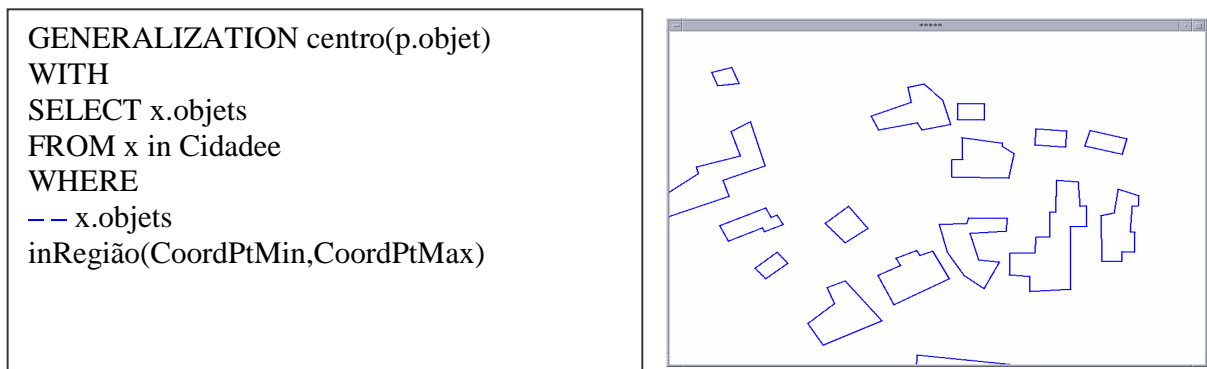 GENERALIZATION centro(p.objet)
WITH
SELECT x.objets
FROM x in Cidadee
WHERE
– – x.objets
inRegião(CoordPtMin,CoordPtMax)
*****